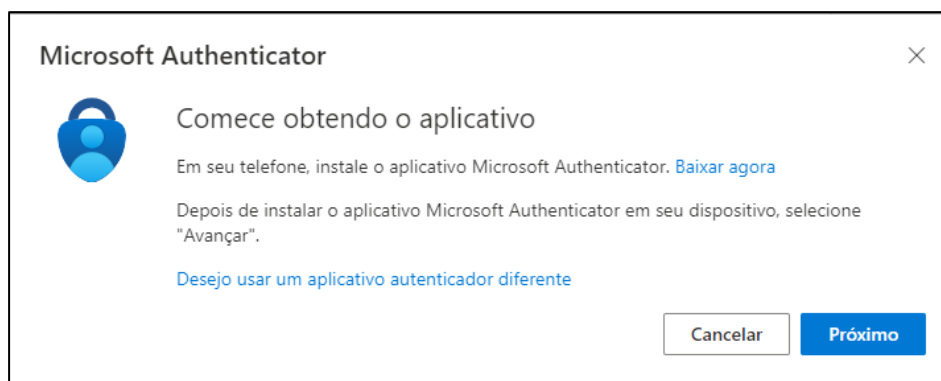 Microsoft Authenticator
Comece obtendo o aplicativo
Em seu telefone, instale o aplicativo Microsoft Authenticator. Baixar agora
Depois de instalar o aplicativo Microsoft Authenticator em seu dispositivo, selecione
"Avançar".
Desejo usar um aplicativo autenticador diferente
Cancelar Próximo